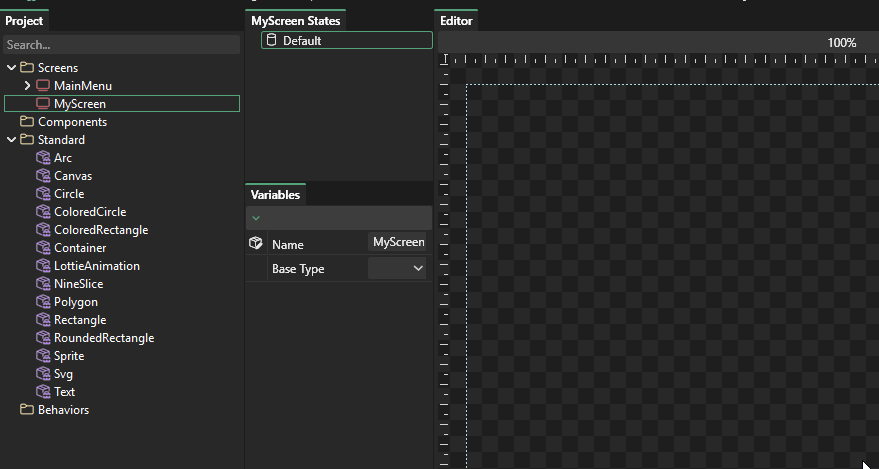 Project
Search...
Screens
MainMenu
MyScreen
Components
Standard
Arc
Canvas
Circle
ColoredCircle
ColoredRectangle
Container
LottieAnimation
NineSlice
Polygon
Rectangle
RoundedRectangle
Sprite
Svg
Text
Behaviors
MyScreen States
Default
Variables
Name MyScreen
Base Type
Editor
100%